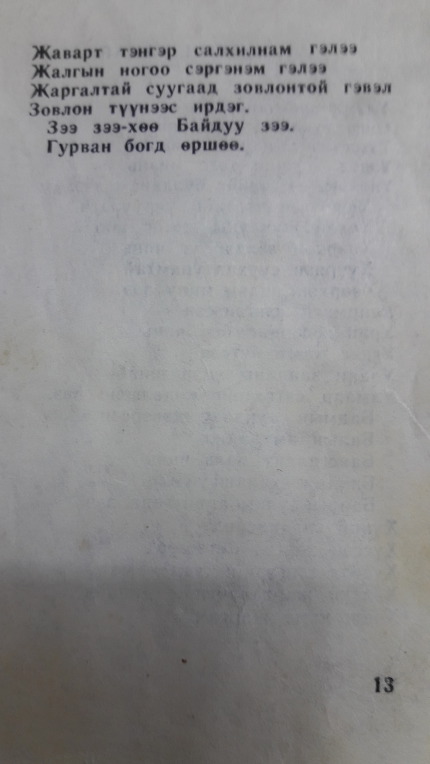 Жаварт тэнгэр салхилнам гэлээ
Жалгын ногоо сэргэнэм гэлээ
Жаргалтай суугаад зовлонтой гэвэл
Зовлон түүнээс ирдэг.
Зээ зээ-хөө Байдуу зээ.
Гурван богд өршөө.
13